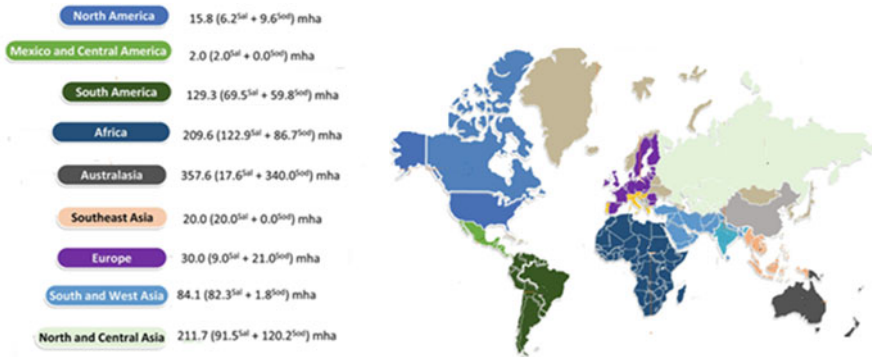 North America 15.8 (6.2ˢᵃˡ + 9.6ˢᵒᵈ) mha
Mexico and Central America 2.0 (2.0ˢᵃˡ + 0.0ˢᵒᵈ) mha
South America 129.3 (69.5ˢᵃˡ + 59.8ˢᵒᵈ) mha
Africa 209.6 (122.9ˢᵃˡ + 86.7ˢᵒᵈ) mha
Australasia 357.6 (17.6ˢᵃˡ + 340.0ˢᵒᵈ) mha
Southeast Asia 20.0 (20.0ˢᵃˡ + 0.0ˢᵒᵈ) mha
Europe 30.0 (9.0ˢᵃˡ + 21.0ˢᵒᵈ) mha
South and West Asia 84.1 (82.3ˢᵃˡ + 1.8ˢᵒᵈ) mha
North and Central Asia 211.7 (91.5ˢᵃˡ + 120.2ˢᵒᵈ) mha